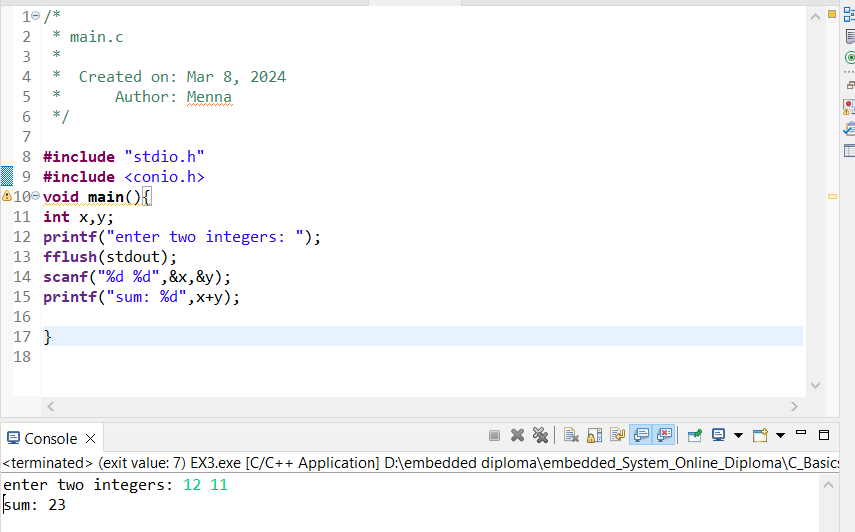 1 /*
2  * main.c
3  *
4  *  Created on: Mar 8, 2024
5  *      Author: Menna
6  */
7
8 #include "stdio.h"
9 #include <conio.h>
10 void main(){
11 int x,y;
12 printf("enter two integers: ");
13 fflush(stdout);
14 scanf("%d %d",&x,&y);
15 printf("sum: %d",x+y);
16
17 }
18
Console
<terminated> (exit value: 7) EX3.exe [C/C++ Application] D:\embedded diploma\embedded_System_Online_Diploma\C_Basics
enter two integers: 12 11
sum: 23